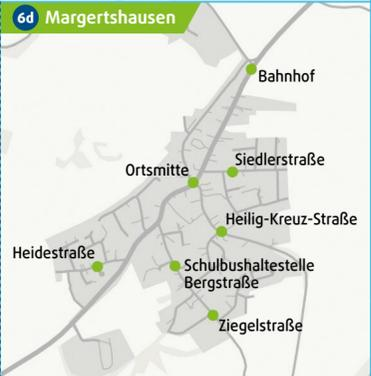 6d Margertshausen
Bahnhof
Siedlerstraße
Ortsmitte
Heilig-Kreuz-Straße
Heidestraße
Schulbushaltestelle
Bergstraße
Ziegelstraße